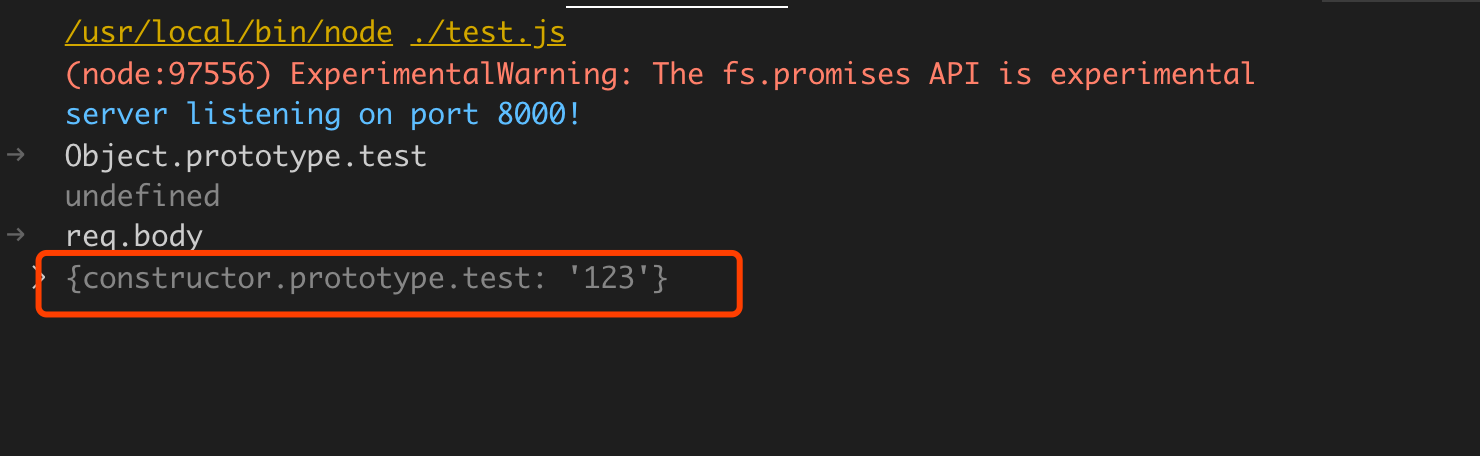 /usr/local/bin/node ./test.js
(node:97556) ExperimentalWarning: The fs.promises API is experimental
server listening on port 8000!
→ Object.prototype.test
undefined
→ req.body
› {constructor.prototype.test: '123'}